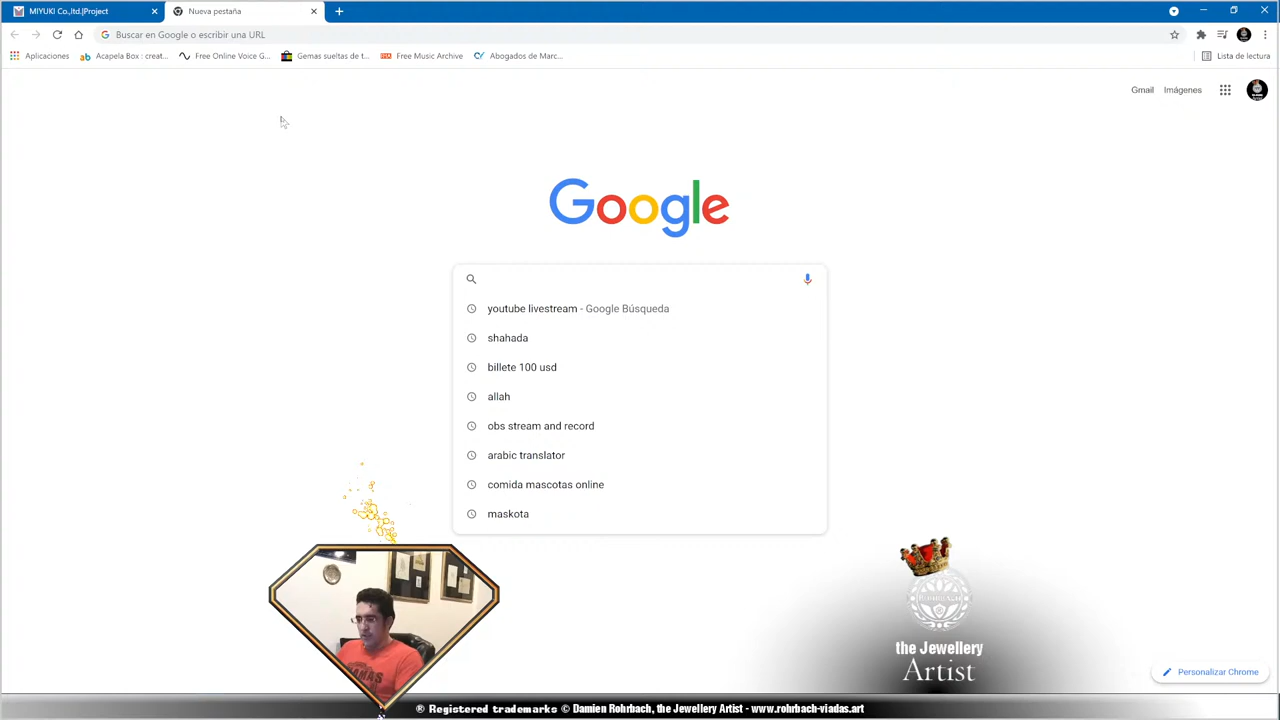 MIYUKI Co.,ltd.|Project
Nueva pestaña
Buscar en Google o escribir una URL
Aplicaciones
Acapela Box : creat...
Free Online Voice G...
Gemas sueltas de t...
Free Music Archive
Abogados de Marc...
Lista de lectura
Gmail
Imágenes
Google
youtube livestream - Google Búsqueda
shahada
billete 100 usd
allah
obs stream and record
arabic translator
comida mascotas online
maskota
the Jewellery
Artist
Personalizar Chrome
® Registered trademarks © Damien Rohrbach, the Jewellery Artist - www.rohrbach-viadas.art